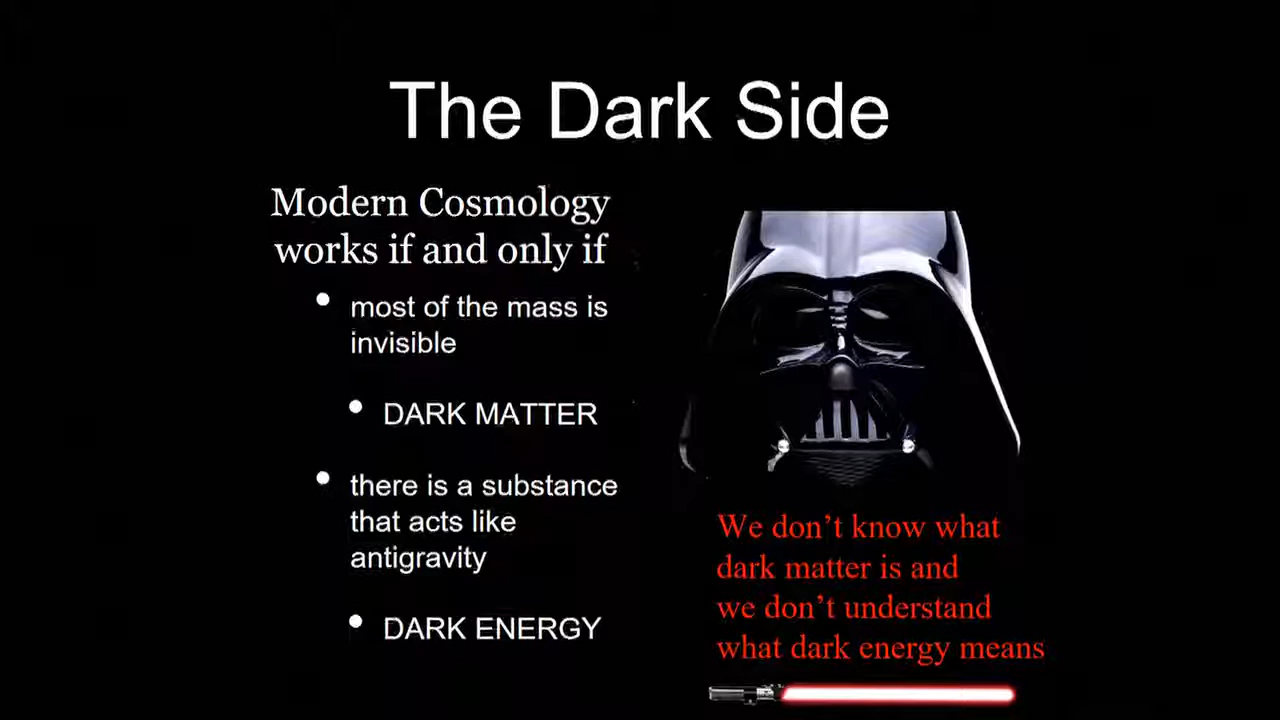 The Dark Side
Modern Cosmology
works if and only if
• most of the mass is
invisible
• DARK MATTER
• there is a substance
that acts like
antigravity
• DARK ENERGY
We don’t know what
dark matter is and
we don’t understand
what dark energy means